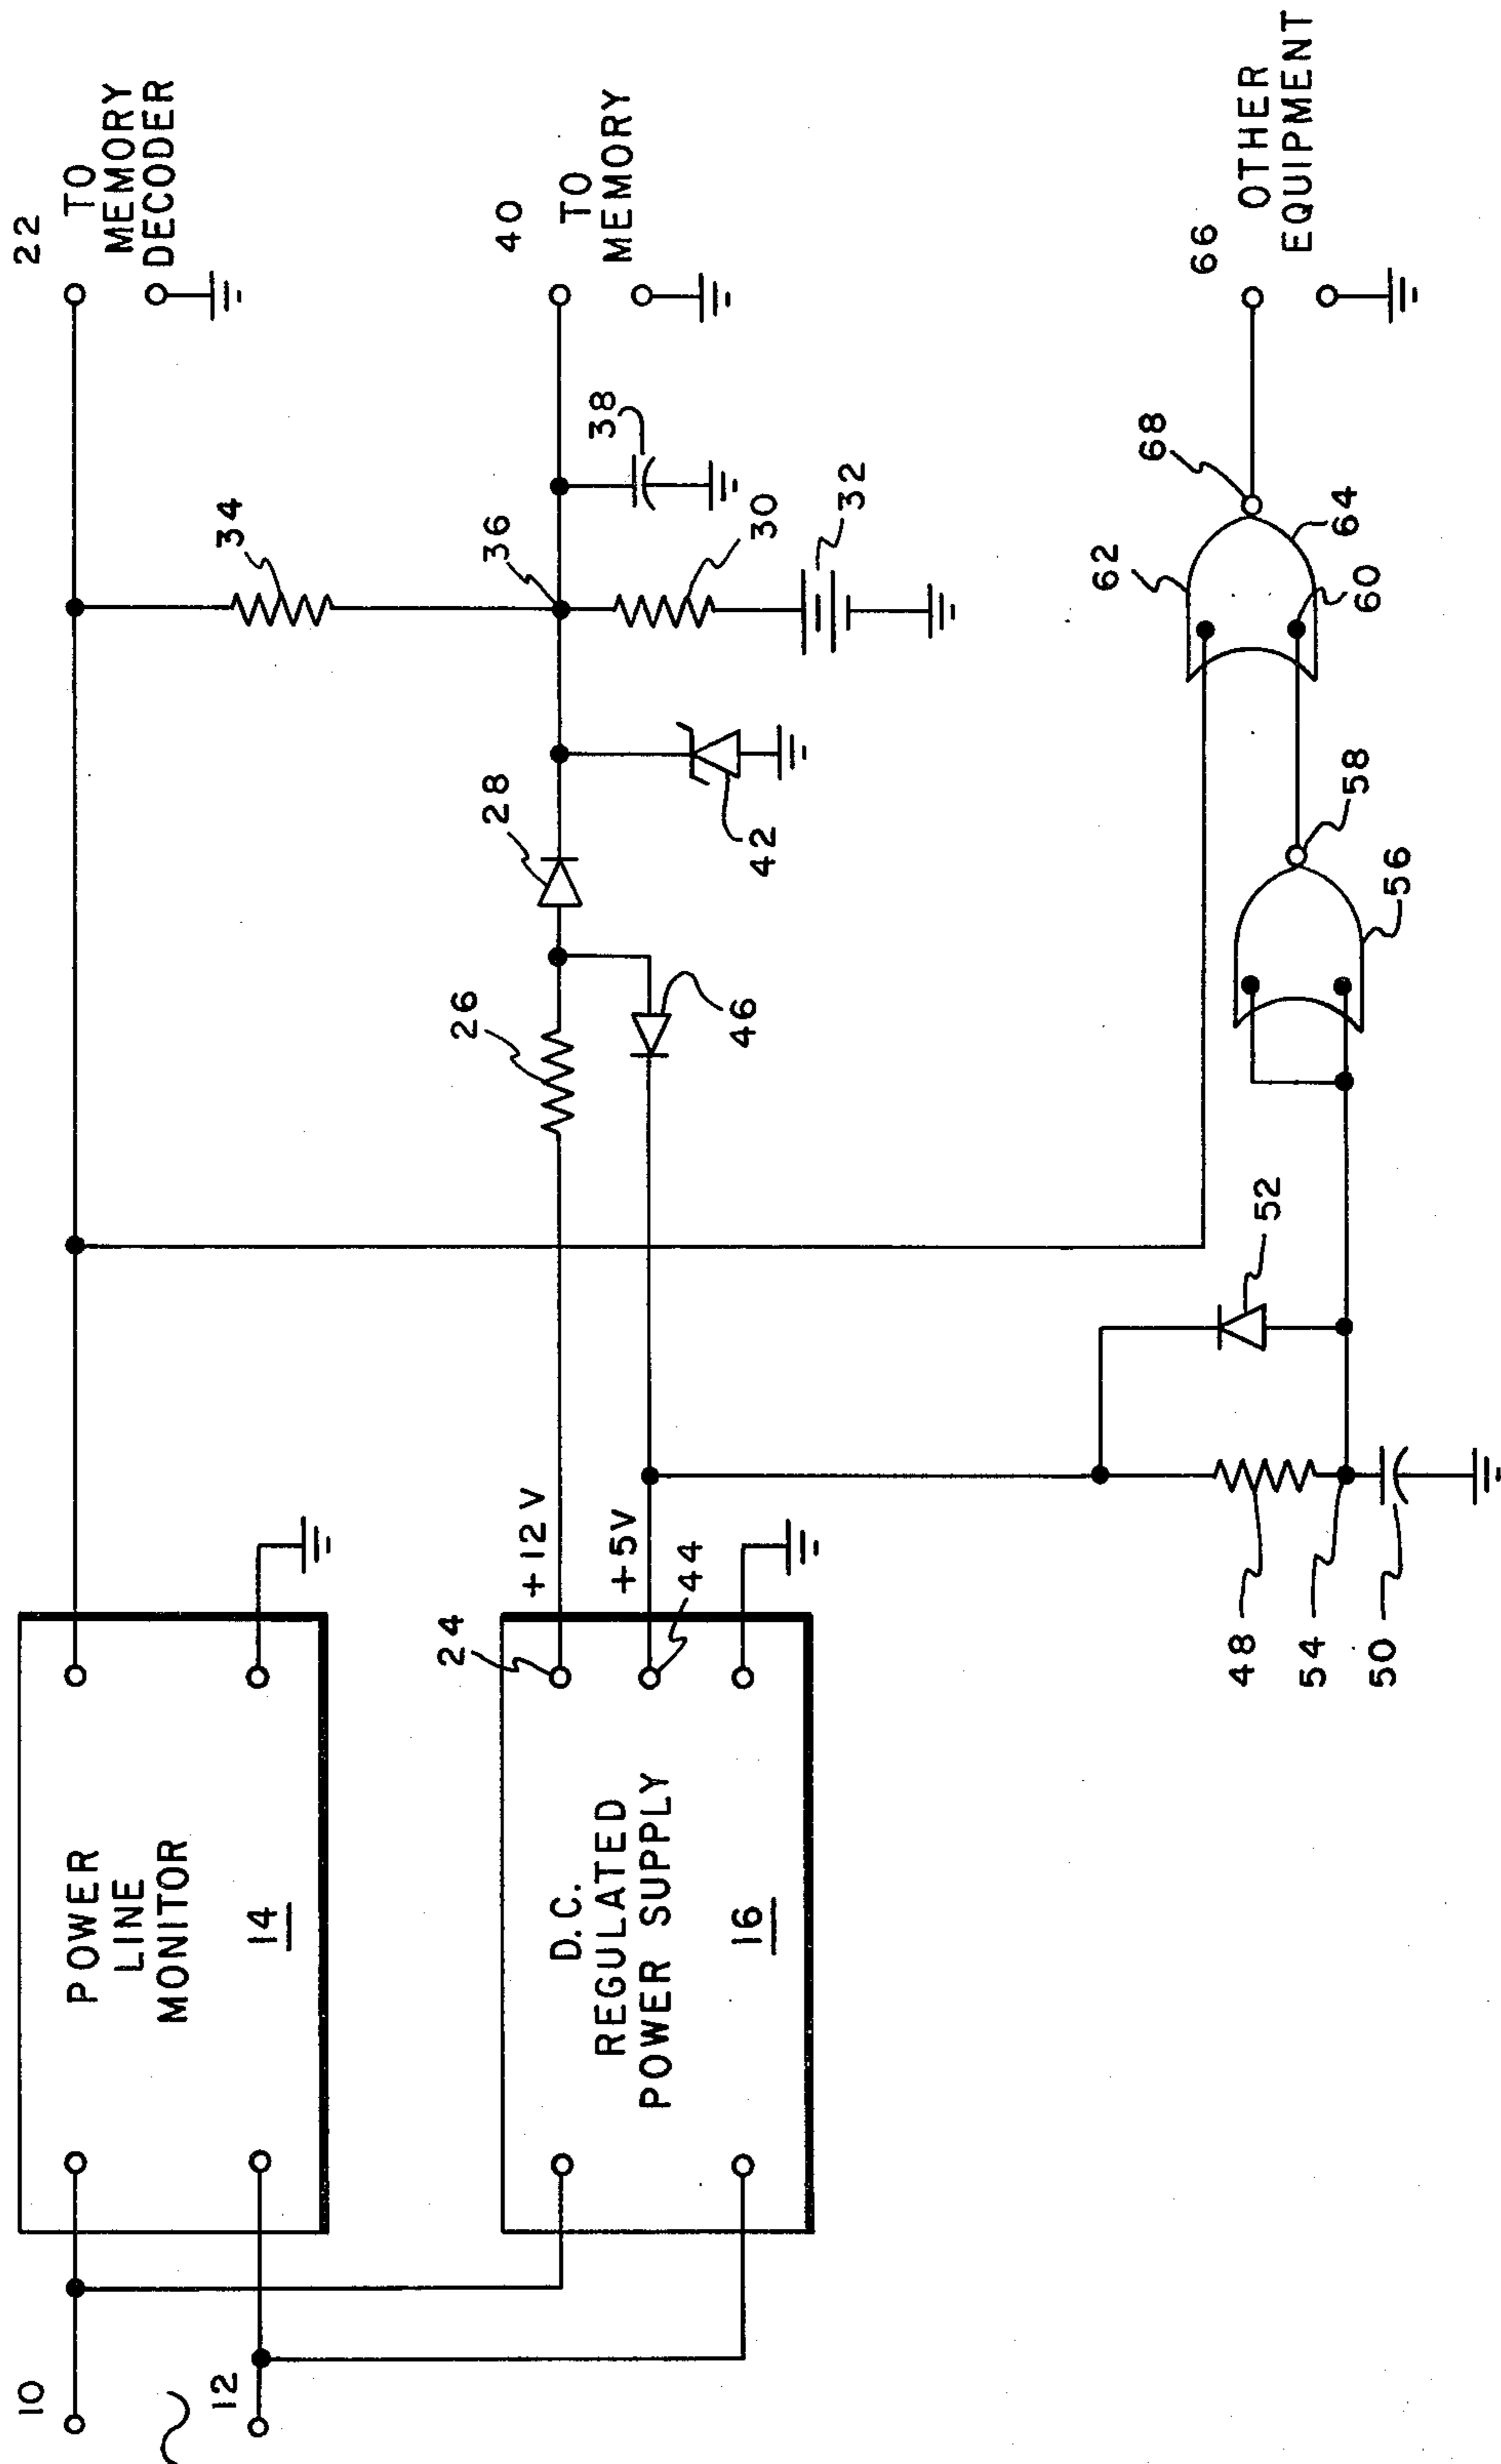 10
12
POWER
LINE
MONITOR
14
D.C.
REGULATED
POWER SUPPLY
16
24
+12 V
+5V
44
26
28
46
42
34
36
30
32
38
22
TO
MEMORY
DECODER
40
TO
MEMORY
48
54
50
52
56
58
62
60
64
68
66
OTHER
EQUIPMENT